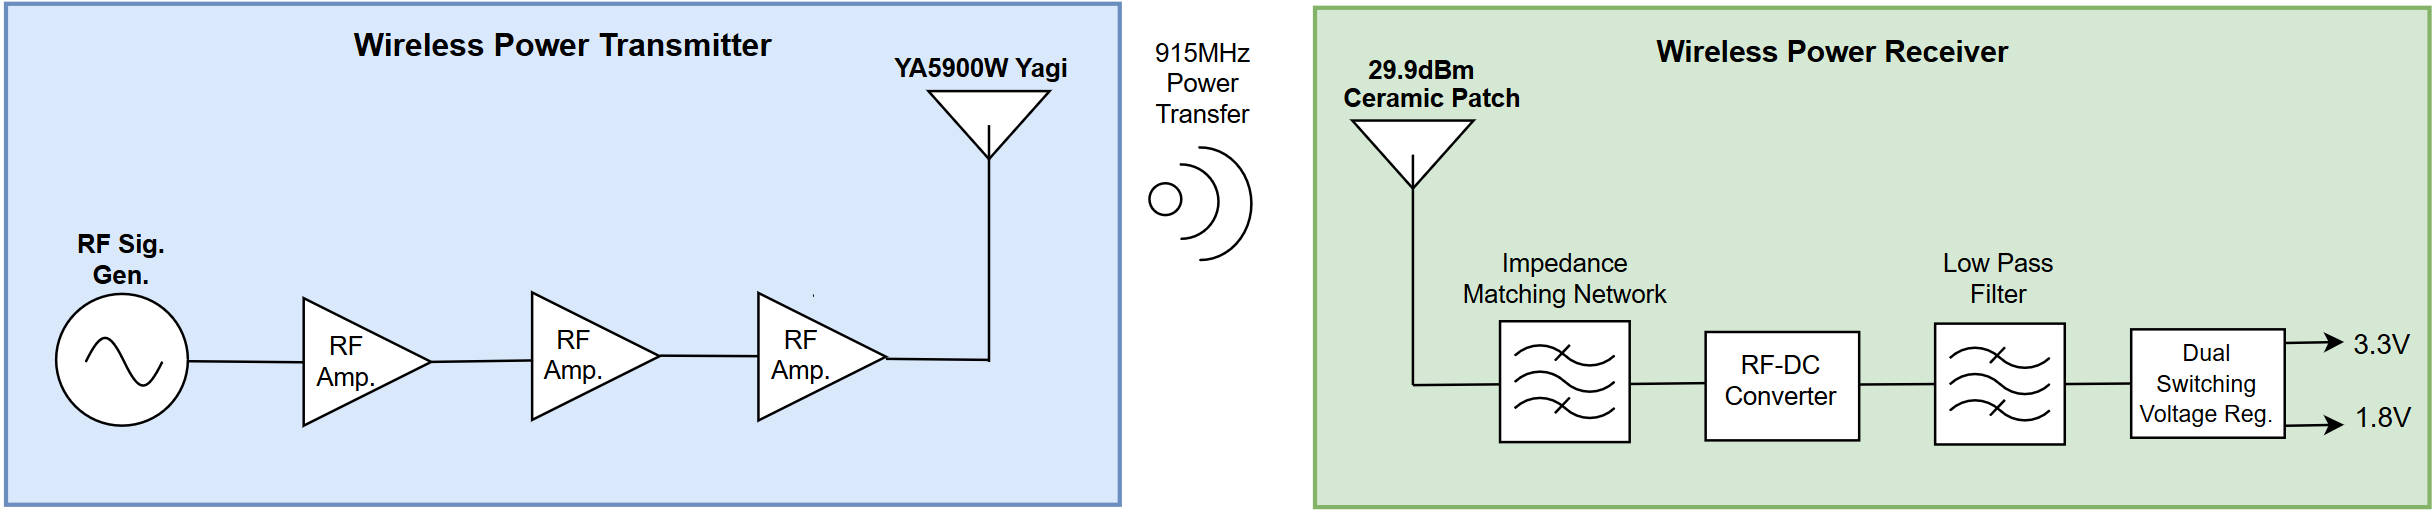 Wireless Power Transmitter
YA5900W Yagi
RF Sig.
Gen.
RF
Amp.
RF
Amp.
RF
Amp.
915MHz
Power
Transfer
Wireless Power Receiver
29.9dBm
Ceramic Patch
Impedance
Matching Network
RF-DC
Converter
Low Pass
Filter
Dual
Switching
Voltage Reg.
3.3V
1.8V